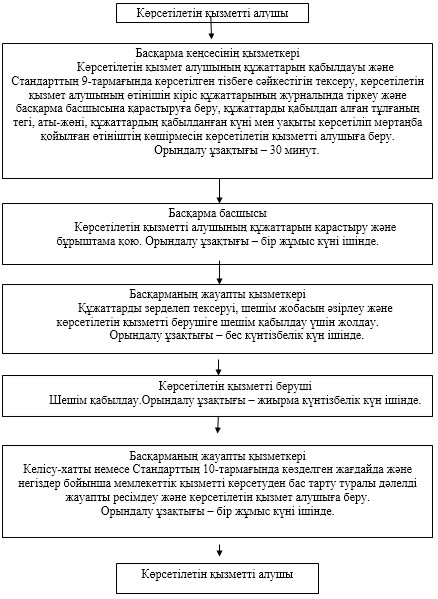 Көрсетілетін қызметті алушы
Басқарма кеңсесінің қызметкері
Көрсетілетін қызмет алушының құжаттарын қабылдауы және
Стандарттың 9-тармағында көрсетілген тізбеге сәйкестігін тексеру, көрсетілетін
қызмет алушының өтінішін кіріс құжаттарының журналында тіркеу және
басқарма басшысына қарастыруға беру, құжаттарды қабылдап алған тұлғаның
тегі, аты-жөні, құжаттардың қабылданған күні мен уақыты көрсетіліп мөртаңба
қойылған өтініштің көшірмесін көрсетілетін қызметті алушыға беру.
Орындалу ұзақтығы – 30 минут.
Басқарма басшысы
Көрсетілетін қызметті алушының құжаттарын қарастыру және
бұрыштама қою. Орындалу ұзақтығы – бір жұмыс күні ішінде.
Басқарманың жауапты қызметкері
Құжаттарды зерделеп тексеруі, шешім жобасын әзірлеу және
көрсетілетін қызметті берушіге шешім қабылдау үшін жолдау.
Орындалу ұзақтығы – бес күнтізбелік күн ішінде.
Көрсетілетін қызметті беруші
Шешім қабылдау.Орындалу ұзақтығы – жиырма күнтізбелік күн ішінде.
Басқарманың жауапты қызметкері
Келісу-хатты немесе Стандарттың 10-тармағында көзделген жағдайда және
негіздер бойынша мемлекеттік қызметті көрсетуден бас тарту туралы дәлелді
жауапты ресімдеу және көрсетілетін қызмет алушыға беру.
Орындалу ұзақтығы – бір жұмыс күні ішінде.
Көрсетілетін қызметті алушы